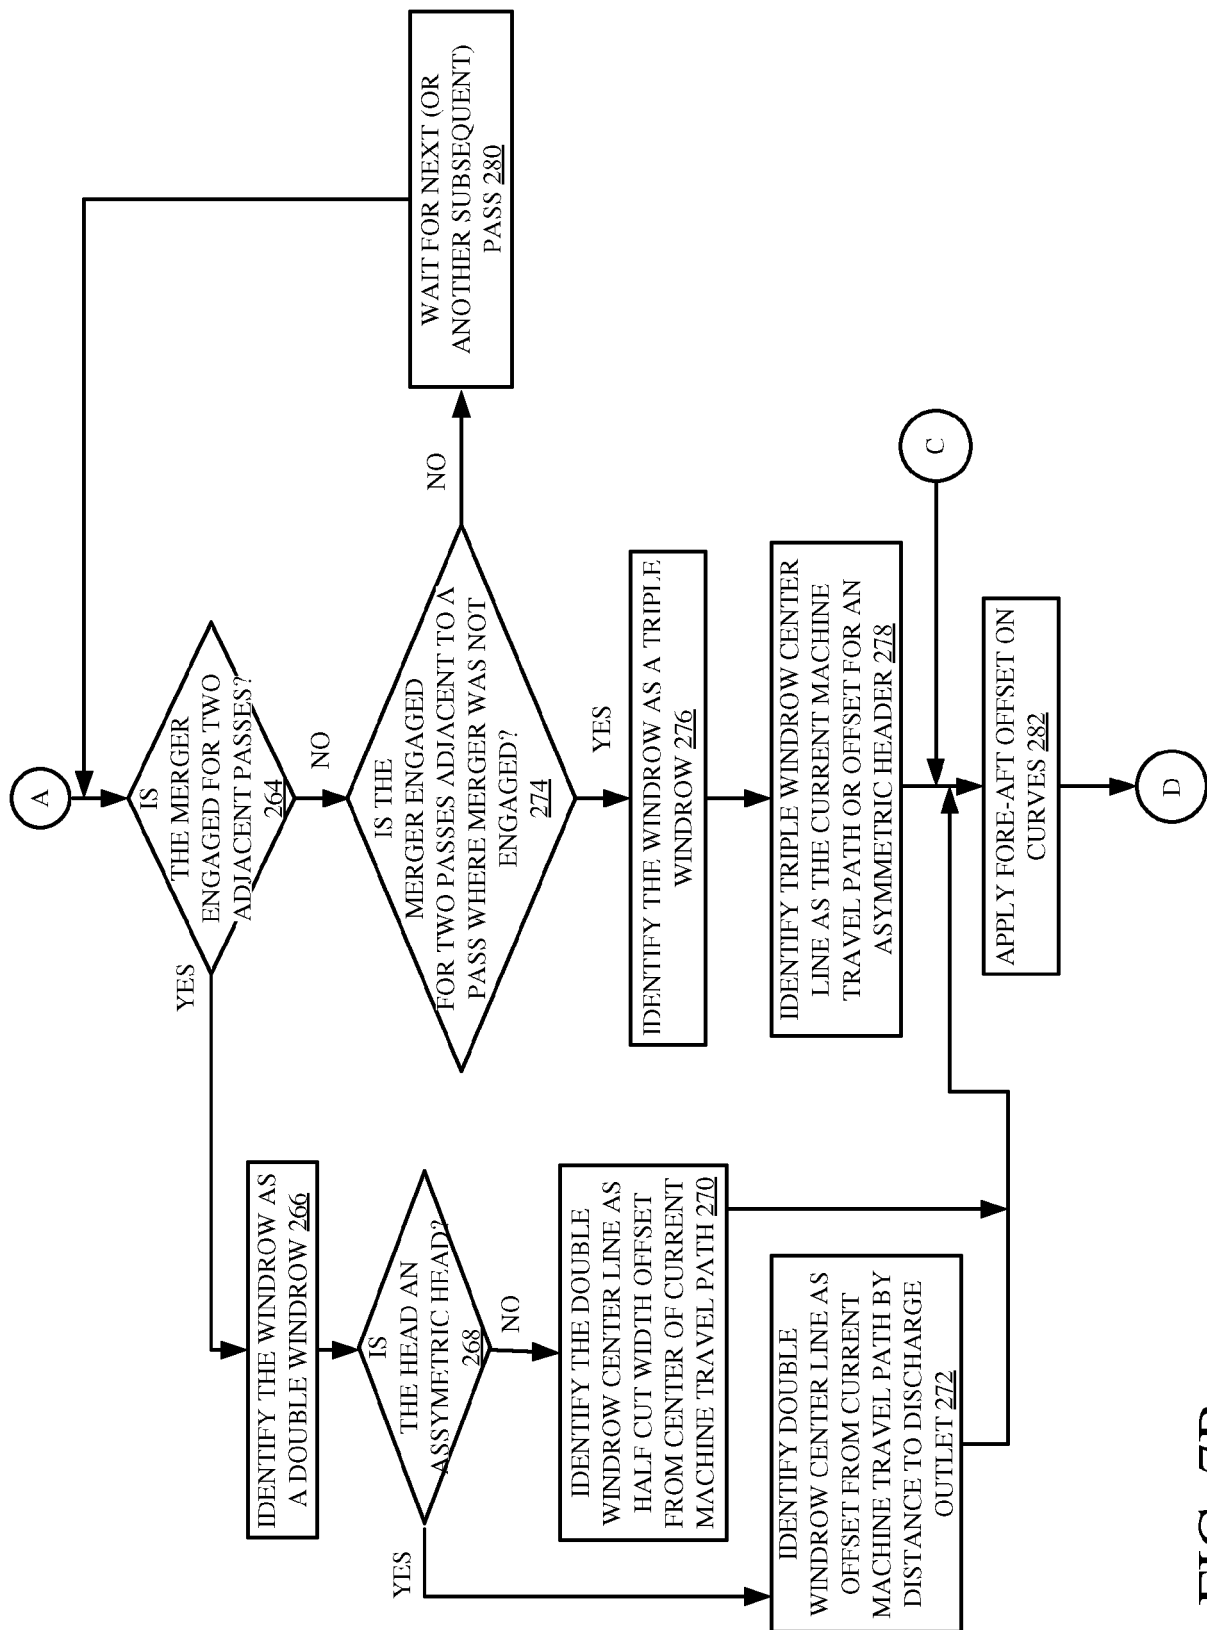 A
IS
THE MERGER
ENGAGED FOR TWO
ADJACENT PASSES?
264
YES
NO
IDENTIFY THE WINDROW AS
A DOUBLE WINDROW 266
IS
THE HEAD AN
ASSYMETRIC HEAD?
268
YES
NO
IDENTIFY THE DOUBLE
WINDROW CENTER LINE AS
HALF CUT WIDTH OFFSET
FROM CENTER OF CURRENT
MACHINE TRAVEL PATH 270
IDENTIFY DOUBLE
WINDROW CENTER LINE AS
OFFSET FROM CURRENT
MACHINE TRAVEL PATH BY
DISTANCE TO DISCHARGE
OUTLET 272
IS THE
MERGER ENGAGED
FOR TWO PASSES ADJACENT TO A
PASS WHERE MERGER WAS NOT
ENGAGED?
274
NO
YES
WAIT FOR NEXT (OR
ANOTHER SUBSEQUENT)
PASS 280
IDENTIFY THE WINDROW AS A TRIPLE
WINDROW 276
IDENTIFY TRIPLE WINDROW CENTER
LINE AS THE CURRENT MACHINE
TRAVEL PATH OR OFFSET FOR AN
ASYMMETRIC HEADER 278
C
APPLY FORE-AFT OFFSET ON
CURVES 282
D